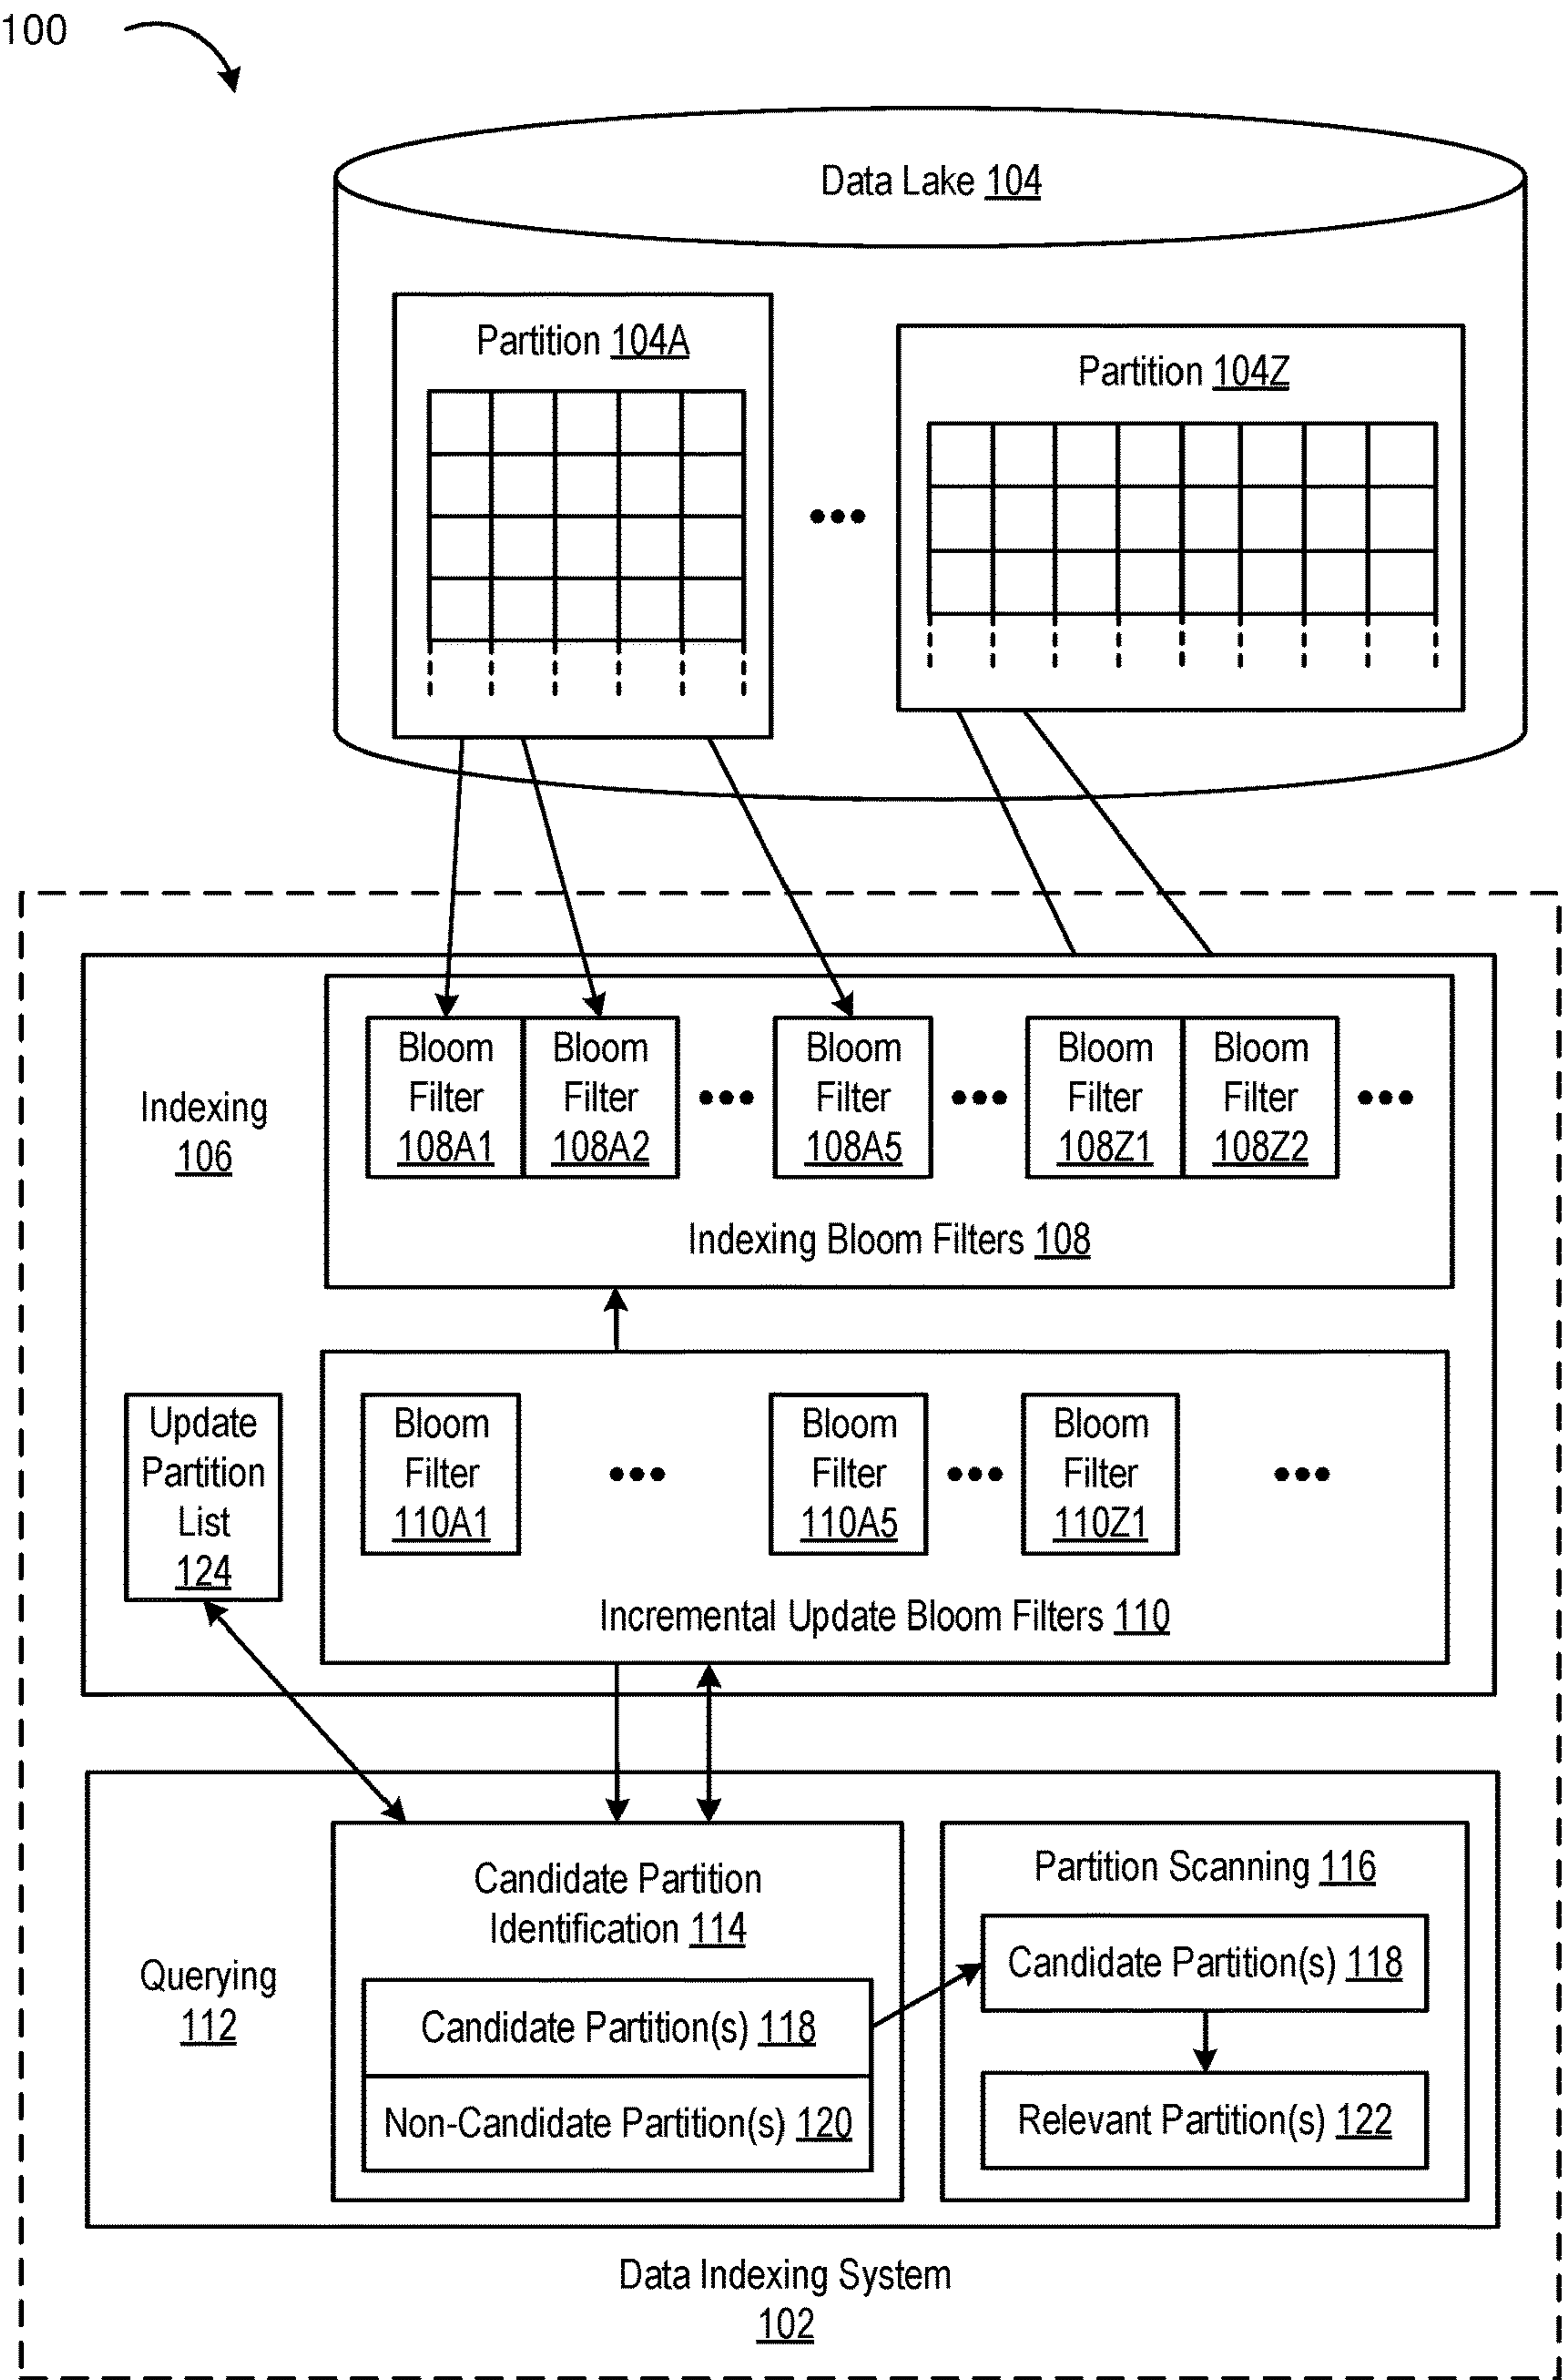 100
Data Lake 104
Partition 104A
Partition 104Z
Indexing
106
Bloom
Filter
108A1
Bloom
Filter
108A2
Bloom
Filter
108A5
Bloom
Filter
108Z1
Bloom
Filter
108Z2
Indexing Bloom Filters 108
Update
Partition
List
124
Bloom
Filter
110A1
Bloom
Filter
110A5
Bloom
Filter
110Z1
Incremental Update Bloom Filters 110
Querying
112
Candidate Partition
Identification 114
Candidate Partition(s) 118
Non-Candidate Partition(s) 120
Partition Scanning 116
Candidate Partition(s) 118
Relevant Partition(s) 122
Data Indexing System
102